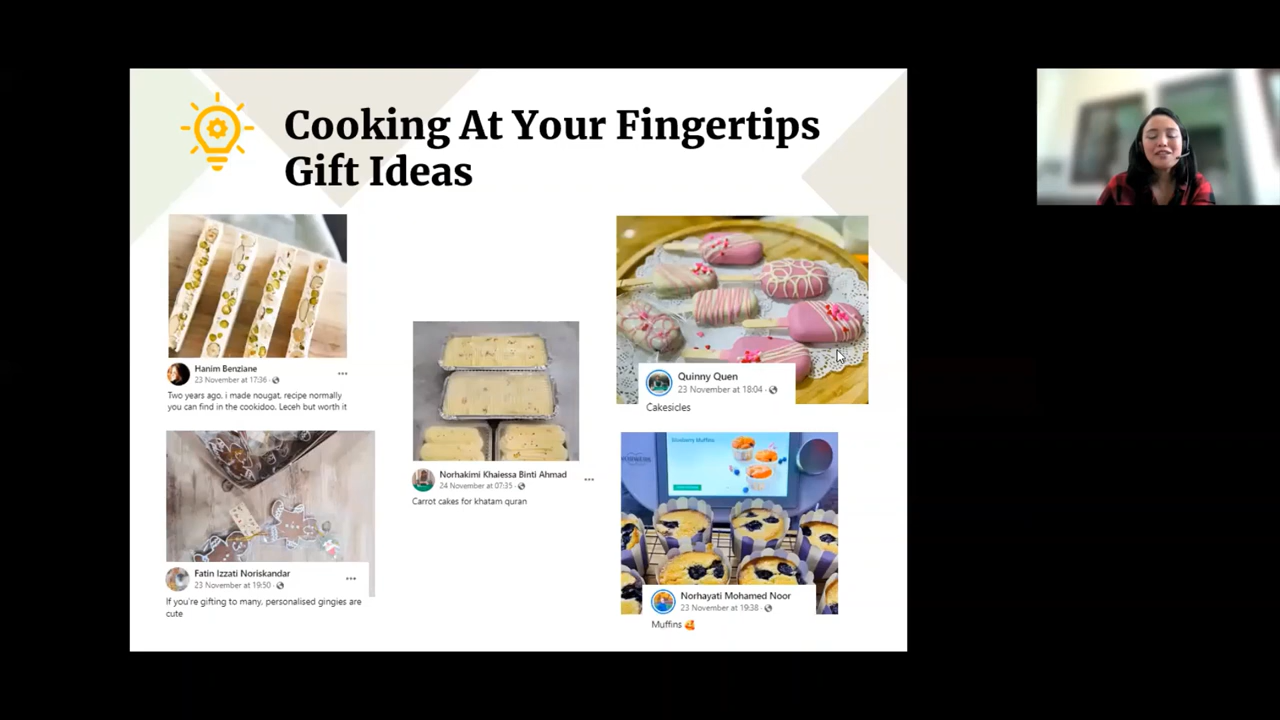 Cooking At Your Fingertips
Gift Ideas
Hanim Benziane
23 November at 17:36 ·
Two years ago, i made nougat, recipe normally
you can find in the cookidoo. Leceh but worth it
Fatin Izzati Noriskandar
23 November at 19:50 ·
If you're gifting to many, personalised gingies are
cute
Norhakimi Khaiessa Binti Ahmad
24 November at 07:35 ·
Carrot cakes for khatam quran
Quinny Quen
23 November at 18:04 ·
Cakesicles
Blueberry Muffins
Norhayati Mohamed Noor
23 November at 19:38 ·
Muffins 🥰